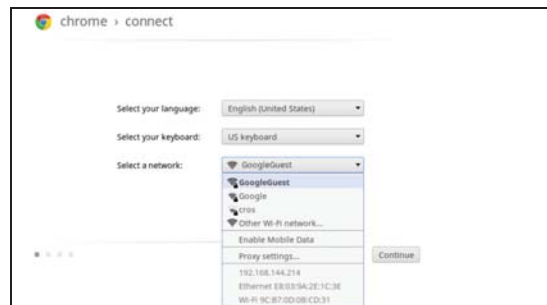 chrome › connect
Select your language: English (United States)
Select your keyboard: US keyboard
Select a network: GoogleGuest
GoogleGuest
Google
cros
Other Wi-Fi network...
Enable Mobile Data
Proxy settings...
Continue
192.168.144.214
Ethernet E8:03:9A:2E:1C:3E
Wi-Fi 9C:B7:0D:0B:CD:31